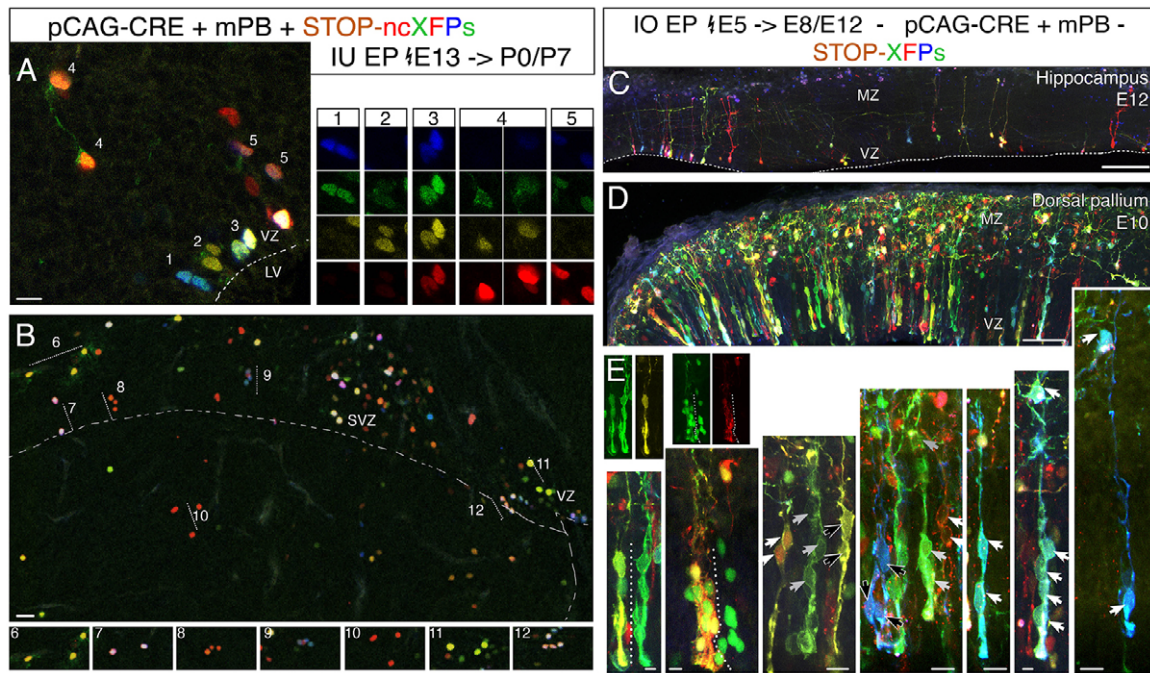 pCAG-CRE + mPB + STOP-ncXFPs
IU EP E13 -> P0/P7
A
4
4
5
5
3
2
1
VZ
LV
1 2 3 4 5
B
6
7
8
9
SVZ
10
11
VZ
12
6 7 8 9 10 11 12
IO EP E5 -> E8/E12 - pCAG-CRE + mPB -
STOP-XFPs
C
Hippocampus
E12
MZ
VZ
D
Dorsal pallium
E10
MZ
VZ
E